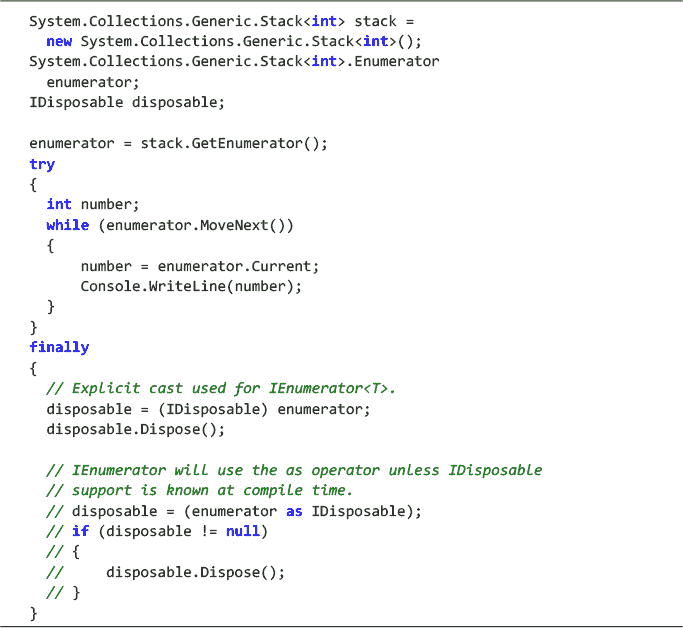 System.Collections.Generic.Stack<int> stack =
  new System.Collections.Generic.Stack<int>();
System.Collections.Generic.Stack<int>.Enumerator
  enumerator;
IDisposable disposable;

enumerator = stack.GetEnumerator();
try
{
  int number;
  while (enumerator.MoveNext())
  {
      number = enumerator.Current;
      Console.WriteLine(number);
  }
}
finally
{
  // Explicit cast used for IEnumerator<T>.
  disposable = (IDisposable) enumerator;
  disposable.Dispose();

  // IEnumerator will use the as operator unless IDisposable
  // support is known at compile time.
  // disposable = (enumerator as IDisposable);
  // if (disposable != null)
  // {
  //     disposable.Dispose();
  // }
}